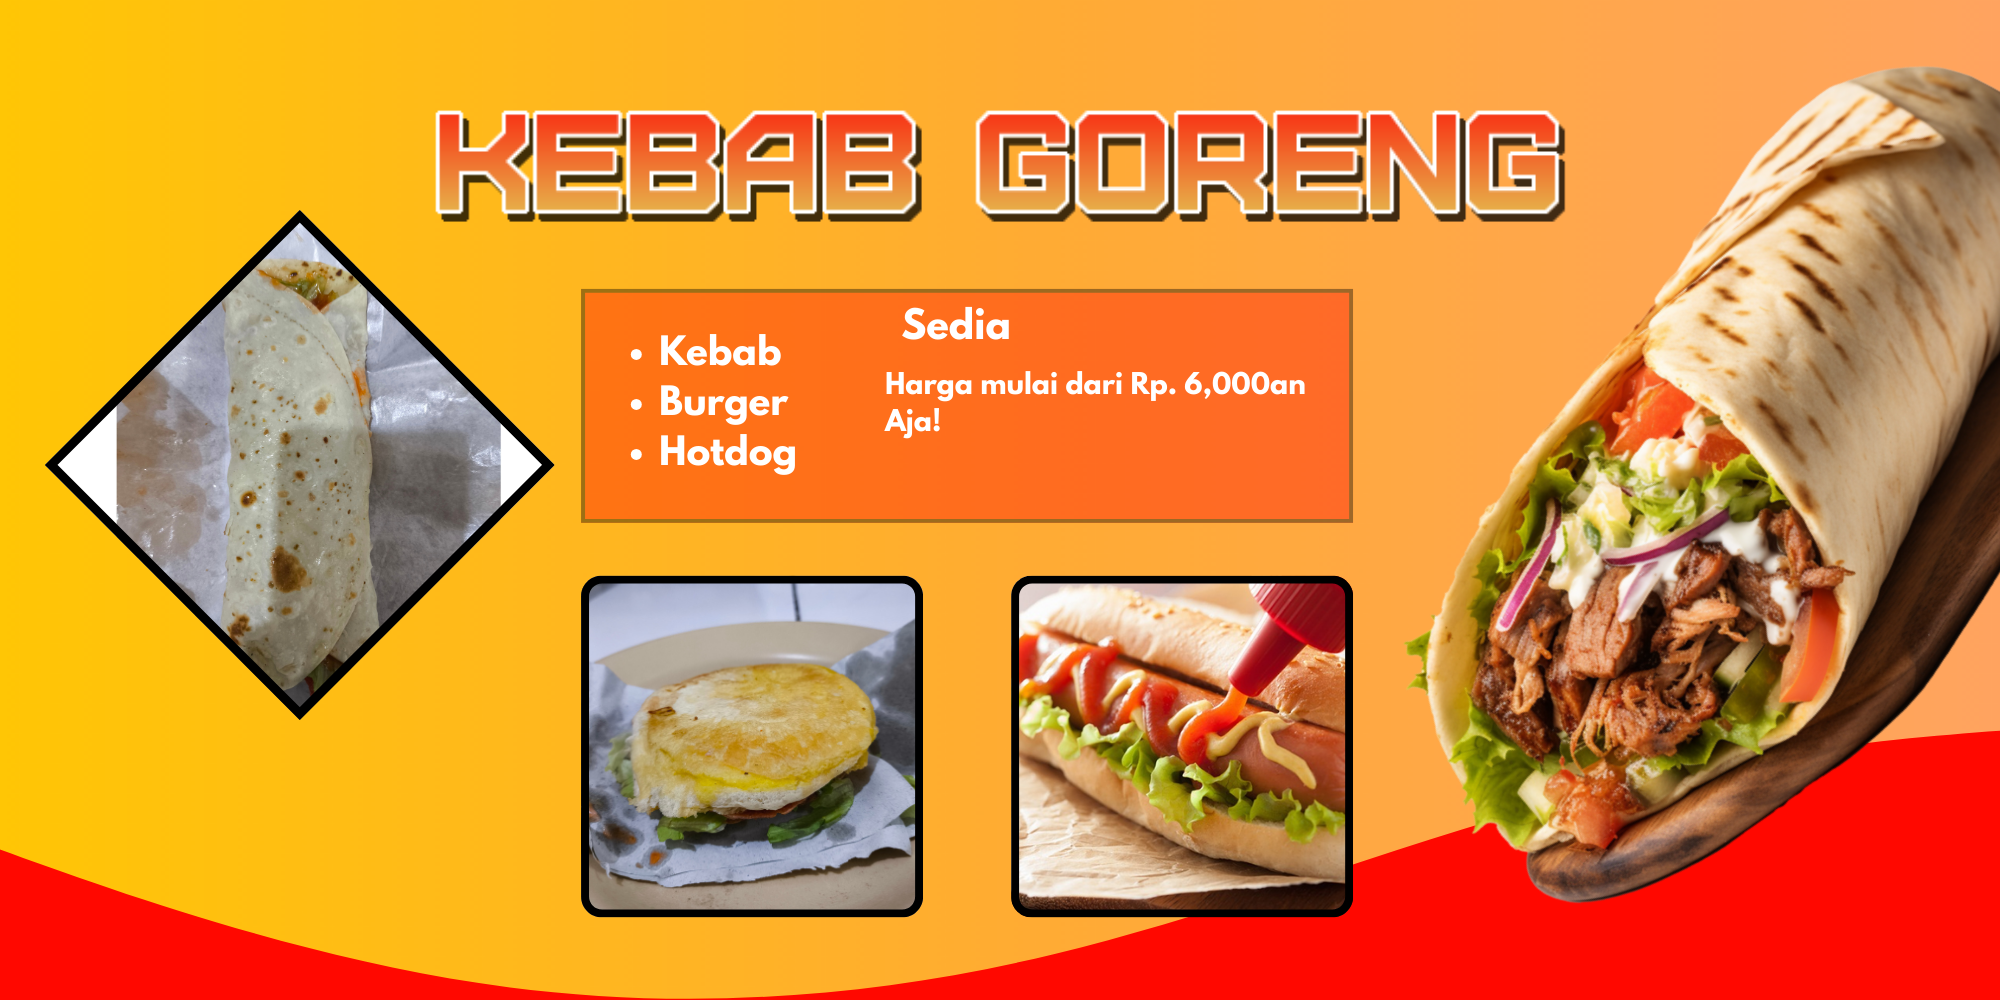 KEBAB GORENG
• Kebab
• Burger
• Hotdog
Sedia
Harga mulai dari Rp. 6,000an
Aja!